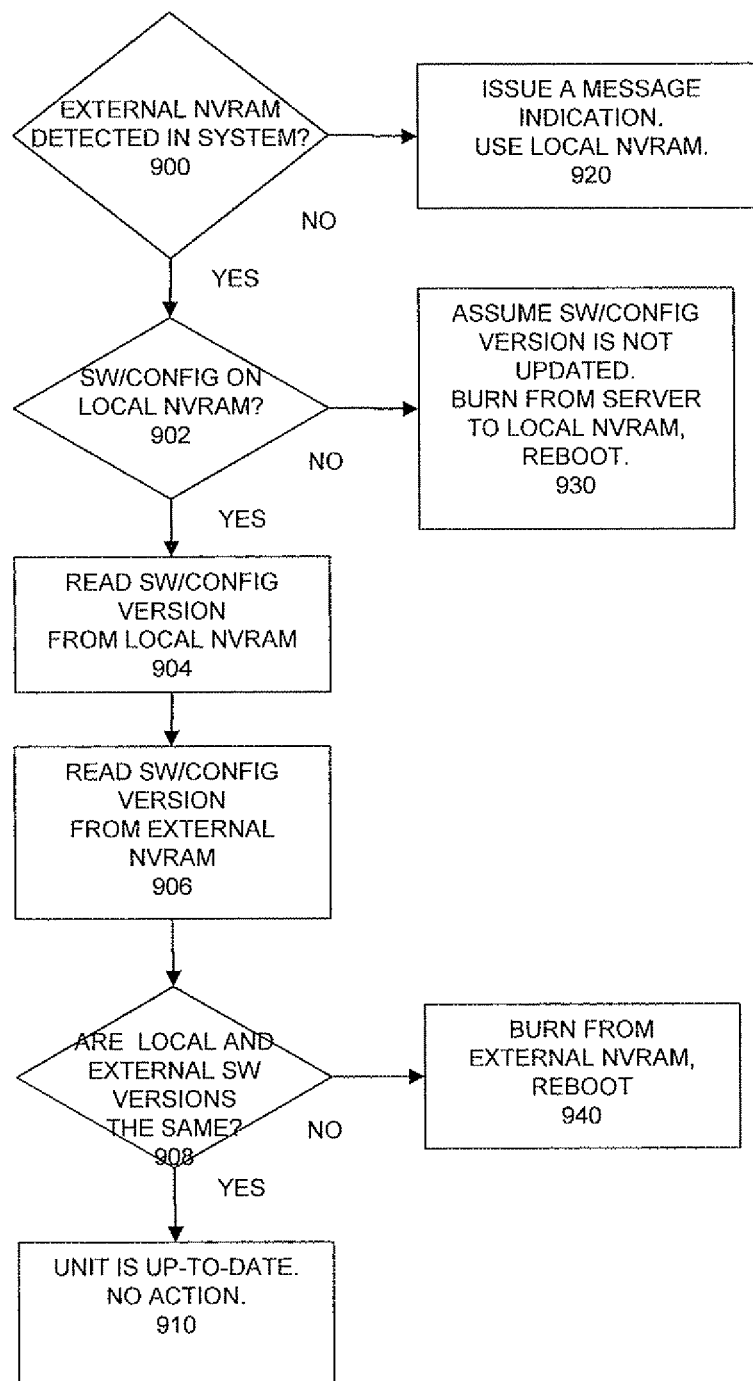 EXTERNAL NVRAM
DETECTED IN SYSTEM?
900
ISSUE A MESSAGE
INDICATION.
USE LOCAL NVRAM.
920
NO
YES
SW/CONFIG ON
LOCAL NVRAM?
902
ASSUME SW/CONFIG
VERSION IS NOT
UPDATED.
BURN FROM SERVER
TO LOCAL NVRAM,
REBOOT.
930
NO
YES
READ SW/CONFIG
VERSION
FROM LOCAL NVRAM
904
READ SW/CONFIG
VERSION
FROM EXTERNAL
NVRAM
906
ARE LOCAL AND
EXTERNAL SW
VERSIONS
THE SAME?
908
BURN FROM
EXTERNAL NVRAM,
REBOOT
940
NO
YES
UNIT IS UP-TO-DATE.
NO ACTION.
910